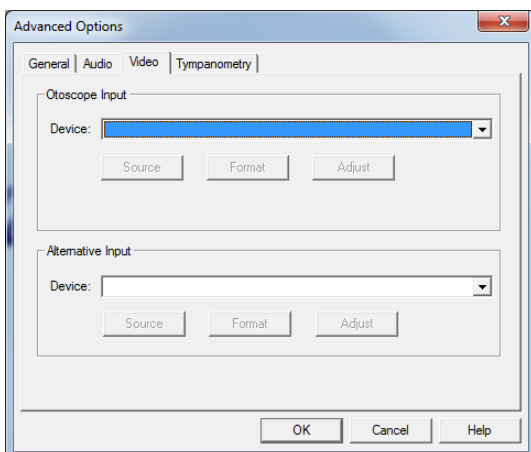 Advanced Options
General Audio Video Tympanometry
Otoscope Input
Device:
Source Format Adjust
Alternative Input
Device:
Source Format Adjust
OK Cancel Help